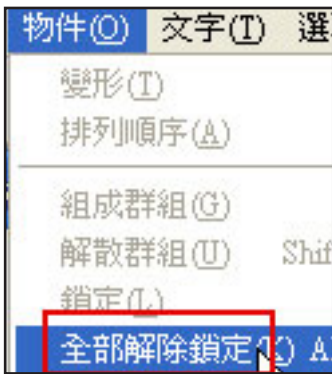 物件(O) 文字(T) 選
變形(T)
排列順序(A)
組成群組(G)
解散群組(U) Shif
鎖定(L)
全部解除鎖定(K) A